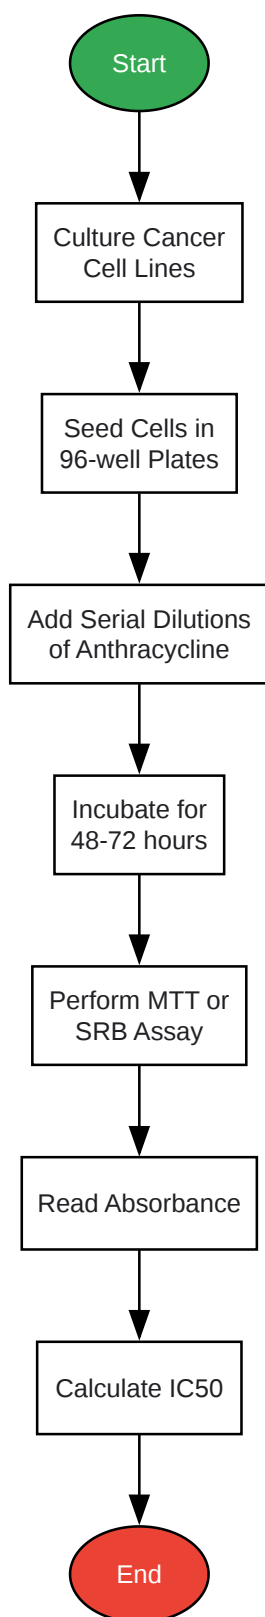 Start
Culture Cancer
Cell Lines
Seed Cells in
96-well Plates
Add Serial Dilutions
of Anthracycline
Incubate for
48-72 hours
Perform MTT or
SRB Assay
Read Absorbance
Calculate IC50
End